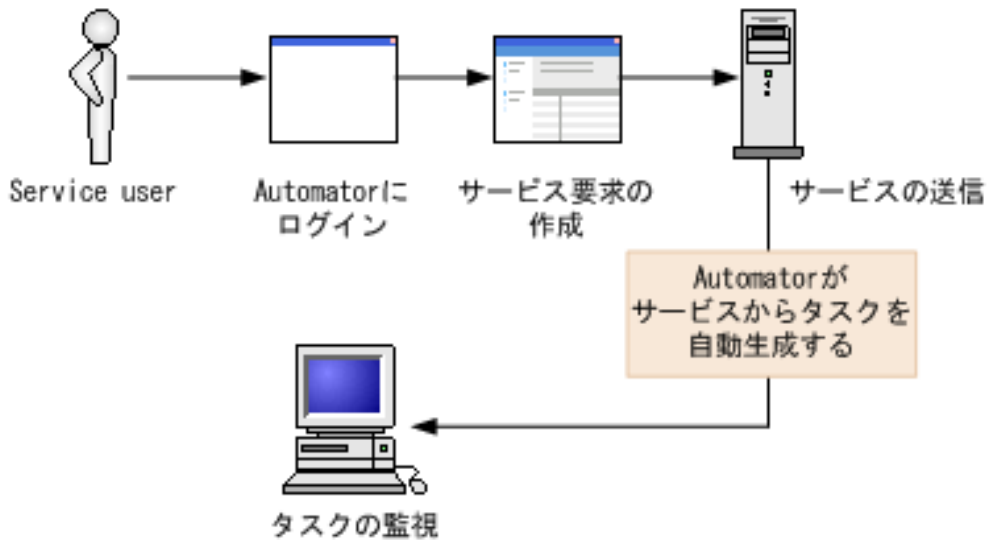 Service user
Automatorに
ログイン
サービス要求の
作成
サービスの送信
Automatorが
サービスからタスクを
自動生成する
タスクの監視